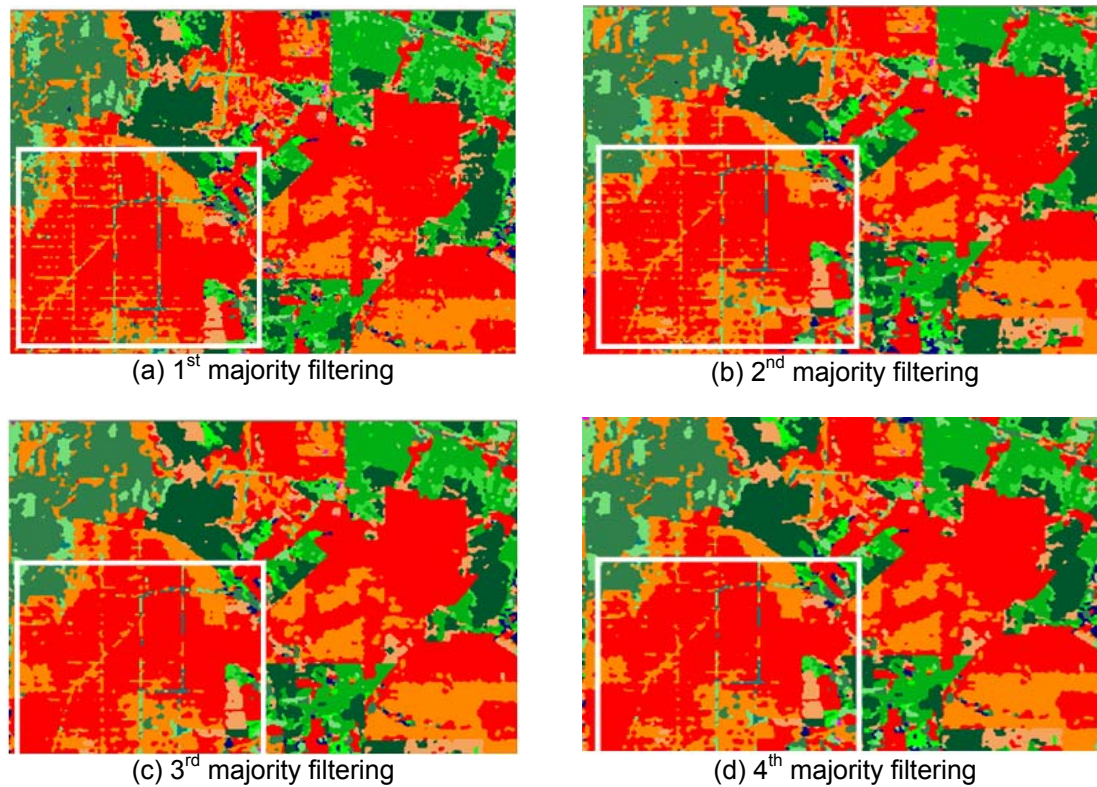 (a) 1st majority filtering
(b) 2nd majority filtering
(c) 3rd majority filtering
(d) 4th majority filtering